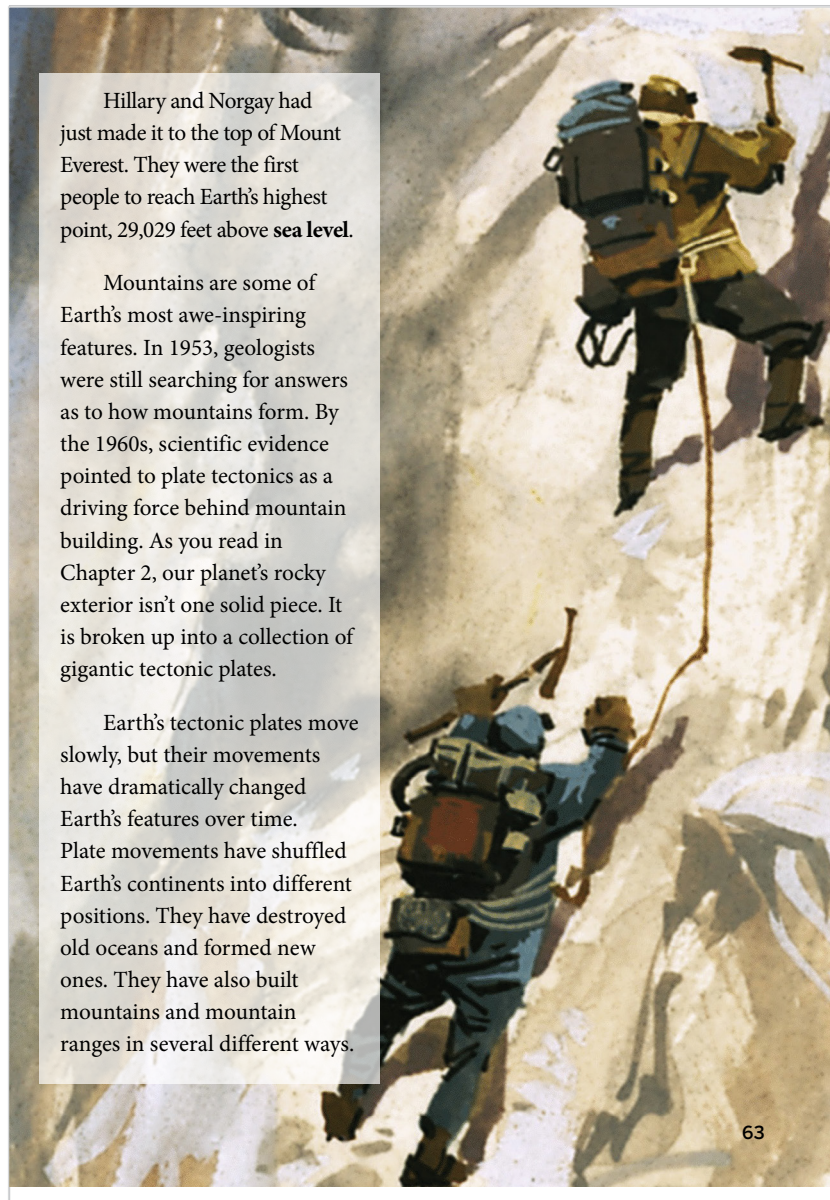 Hillary and Norgay had
just made it to the top of Mount
Everest. They were the first
people to reach Earth’s highest
point, 29,029 feet above sea level.
Mountains are some of
Earth’s most awe-inspiring
features. In 1953, geologists
were still searching for answers
as to how mountains form. By
the 1960s, scientific evidence
pointed to plate tectonics as a
driving force behind mountain
building. As you read in
Chapter 2, our planet’s rocky
exterior isn’t one solid piece. It
is broken up into a collection of
gigantic tectonic plates.
Earth’s tectonic plates move
slowly, but their movements
have dramatically changed
Earth’s features over time.
Plate movements have shuffled
Earth’s continents into different
positions. They have destroyed
old oceans and formed new
ones. They have also built
mountains and mountain
ranges in several different ways.
63